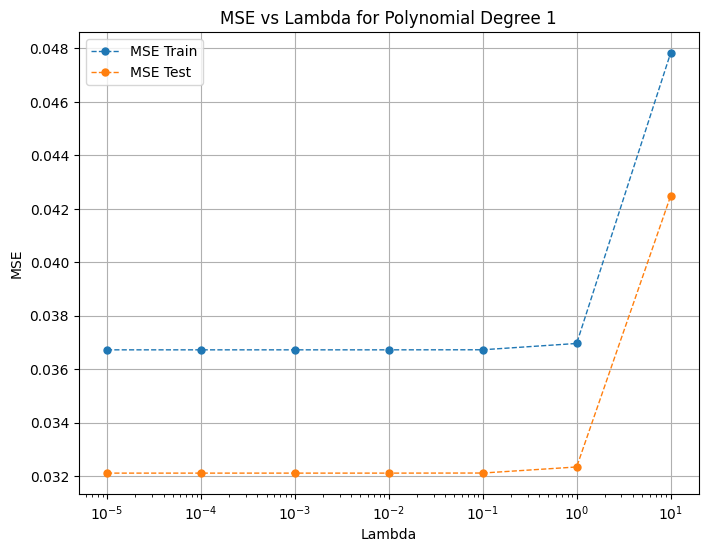 MSE vs Lambda for Polynomial Degree 1
MSE Train
MSE Test
MSE
0.048
0.046
0.044
0.042
0.040
0.038
0.036
0.034
0.032
10⁻⁵ 10⁻⁴ 10⁻³ 10⁻² 10⁻¹ 10⁰ 10¹
Lambda